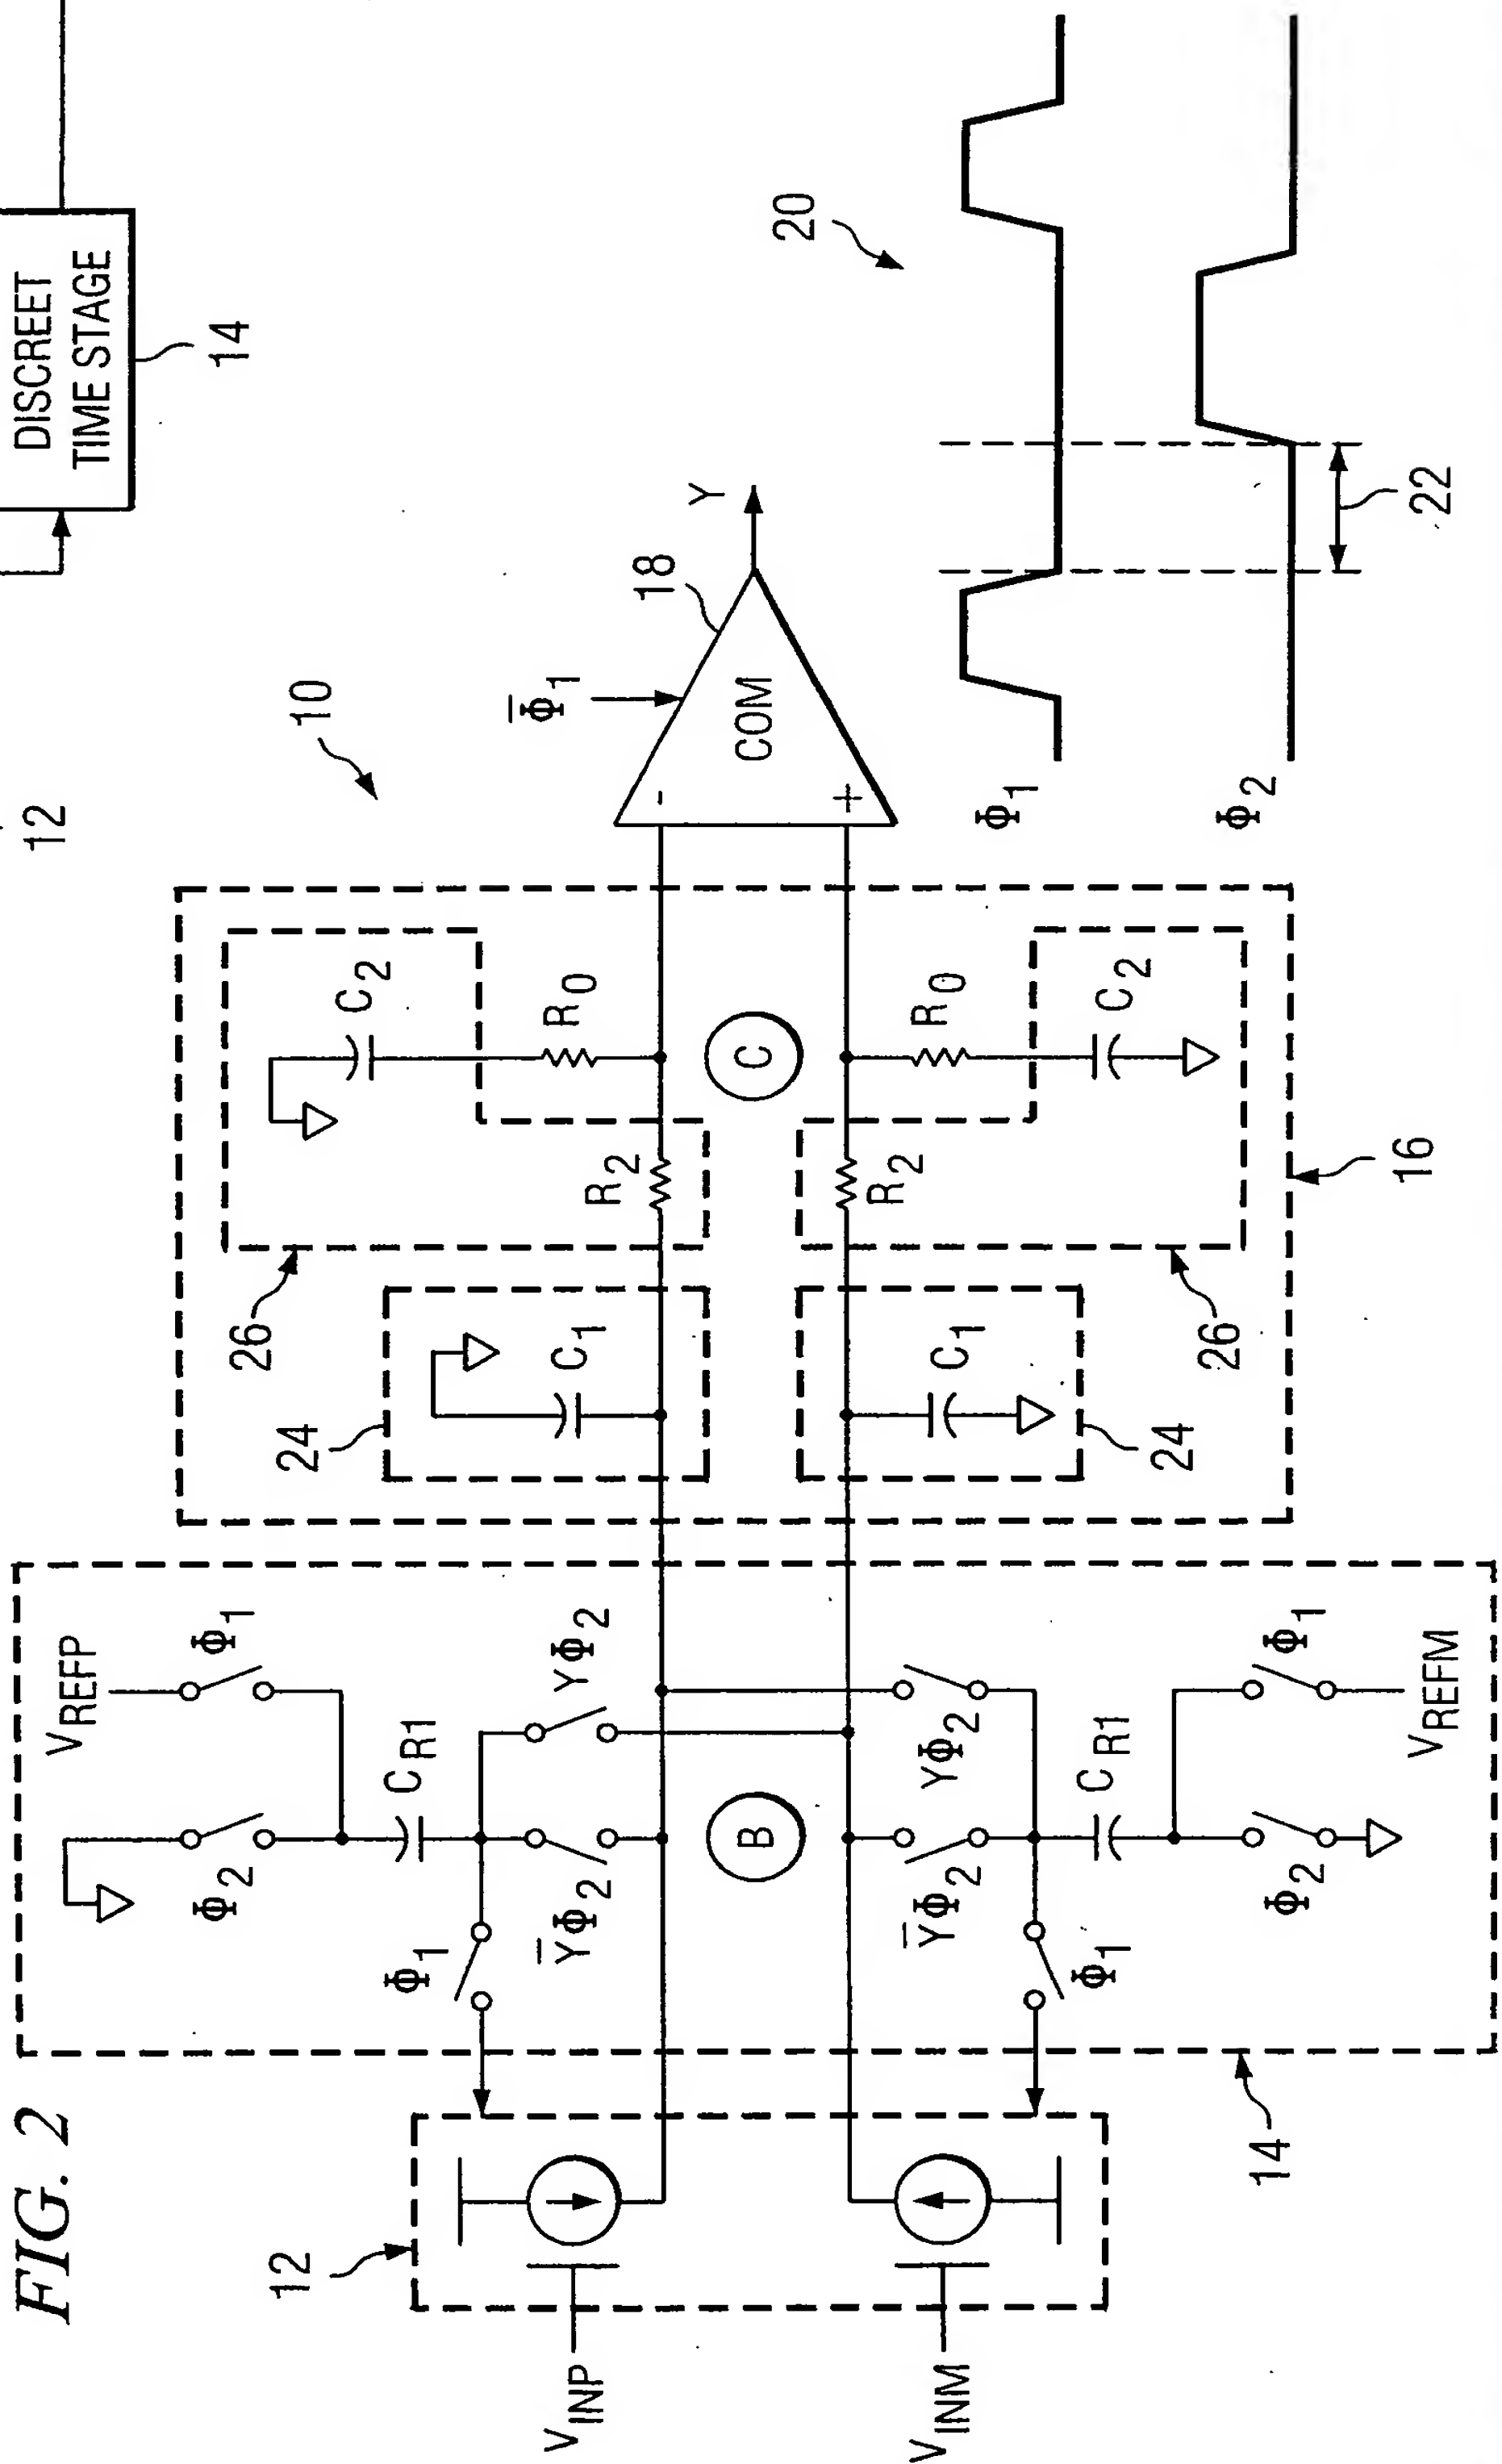 DISCREET
TIME STAGE
14
12
FIG. 2
10
VREFP
Φ1
Φ2
CR1
YΦ2
Φ1
Y̅Φ2
B
YΦ2
Y̅Φ2
CR1
Φ1
Φ1
Φ2
VREFM
14
12
VINP
VINM
26
C2
R0
R2
24
C1
C
R2
R0
C2
C1
24
26
16
Φ̅1
18
-
COM
+
Y
20
Φ1
Φ2
22